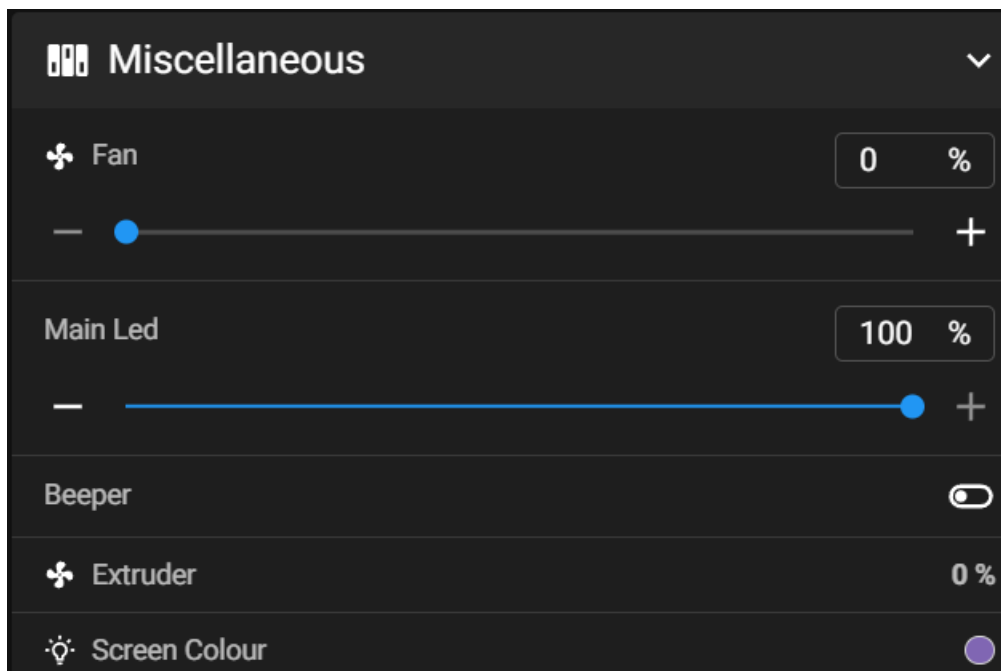 Miscellaneous
Fan
0 %
Main Led
100 %
Beeper
Extruder
0 %
Screen Colour